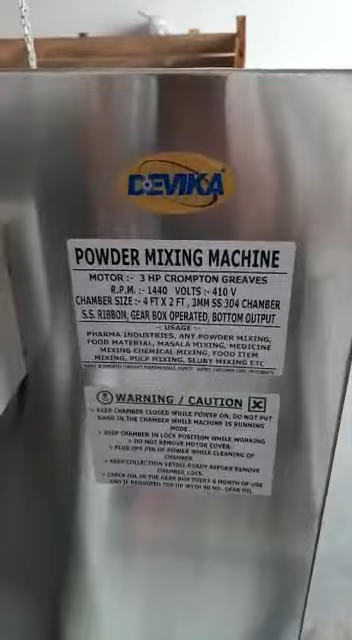 DEVIKA
POWDER MIXING MACHINE
MOTOR :- 3 HP CROMPTON GREAVES
R.P.M. :- 1440 VOLTS :- 410 V
CHAMBER SIZE :- 4 FT X 2 FT , 3MM SS 304 CHAMBER
S.S. RIBBON, GEAR BOX OPERATED, BOTTOM OUTPUT
-: USAGE :-
PHARMA INDUSTRIES, ANY POWDER MIXING,
FOOD MATERIAL, MASALA MIXING, MEDICINE
MIXING CHEMICAL MIXING, FOOD ITEM
MIXING, PULP MIXING, SLURY MIXING ETC
WARNING / CAUTION
KEEP CHAMBER CLOSED WHILE POWER ON, DO NOT PUT
HAND IN THE CHAMBER WHILE MACHINE IS RUNNING
MODE.
KEEP CHAMBER IN LOCK POSITION WHILE WORKING
DO NOT REMOVE MOTOR COVER.
PLUG OFF PIN OF POWER WHILE CLEANING OF
CHAMBER
KEEP COLLECTION VESSEL READY BEFORE REMOVE
CHAMBER LOCK.
CHECK OIL IN THE GEAR BOX EVERY 6 MONTH OF USE
AND IF REQUIRED TOP UP WITH 90 NO. GEAR OIL